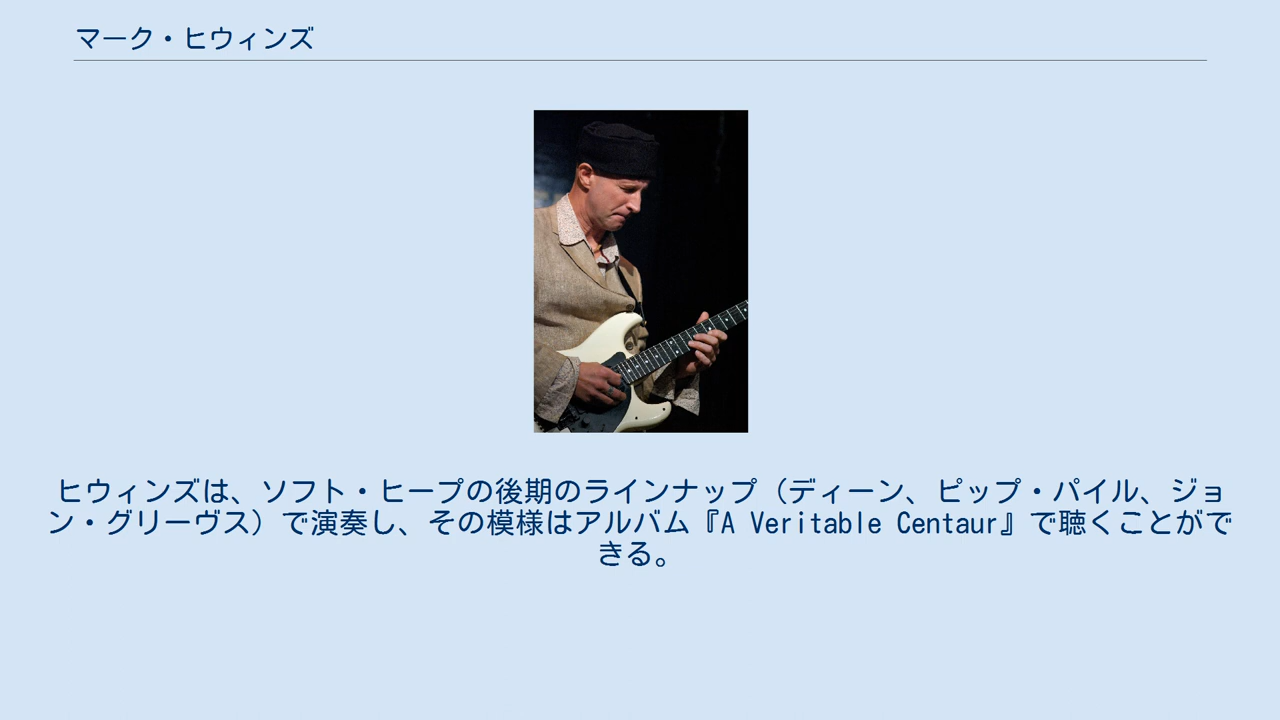 マーク・ヒウィンズ
ヒウィンズは、ソフト・ヒープの後期のラインナップ（ディーン、ピップ・パイル、ジョ
ン・グリーヴス）で演奏し、その模様はアルバム『A Veritable Centaur』で聴くことがで
きる。